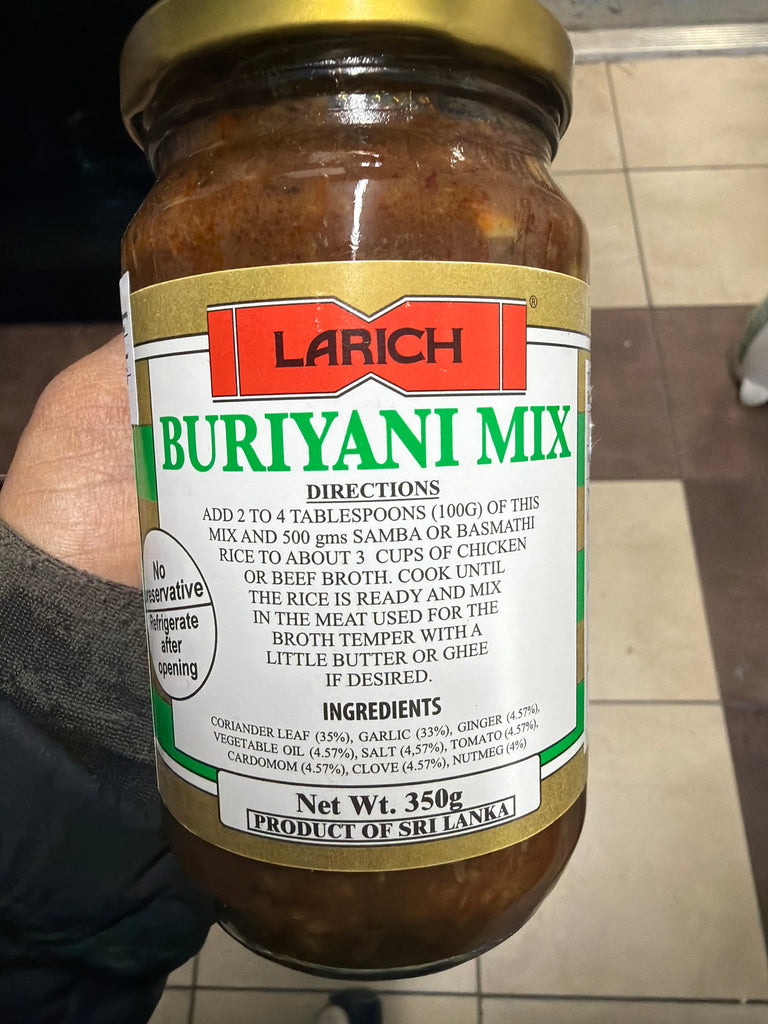 LARICH ®
BURIYANI MIX
DIRECTIONS
ADD 2 TO 4 TABLESPOONS (100G) OF THIS
MIX AND 500 gms SAMBA OR BASMATHI
RICE TO ABOUT 3 CUPS OF CHICKEN
OR BEEF BROTH. COOK UNTIL
THE RICE IS READY AND MIX
IN THE MEAT USED FOR THE
BROTH TEMPER WITH A
LITTLE BUTTER OR GHEE
IF DESIRED.
No
reservative
Refrigerate
after
opening
INGREDIENTS
CORIANDER LEAF (35%), GARLIC (33%), GINGER (4.57%),
VEGETABLE OIL (4.57%), SALT (4,57%), TOMATO (4.57%),
CARDOMOM (4.57%), CLOVE (4.57%), NUTMEG (4%)
Net Wt. 350g
PRODUCT OF SRI LANKA